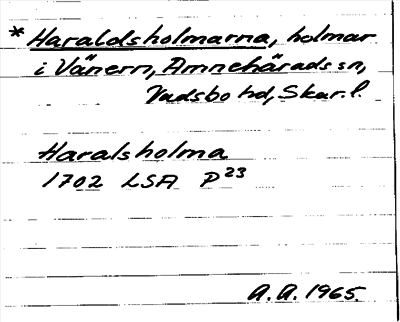 * Haraldsholmarna, holmar
i Vänern, Amnehärads sn,
Vadsbo hd, Skar. l.
Haralsholma
1702 LSA P23
A. A. 1965.